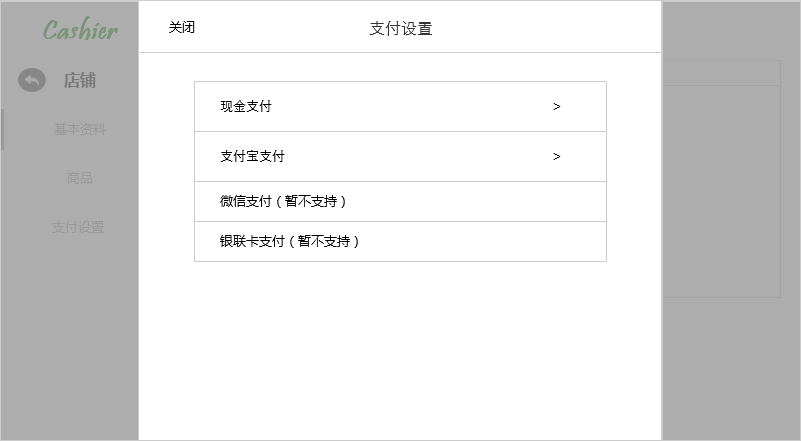 Cashier
店铺
基本资料
商品
支付设置
关闭
支付设置
现金支付 >
支付宝支付 >
微信支付（暂不支持）
银联卡支付（暂不支持）